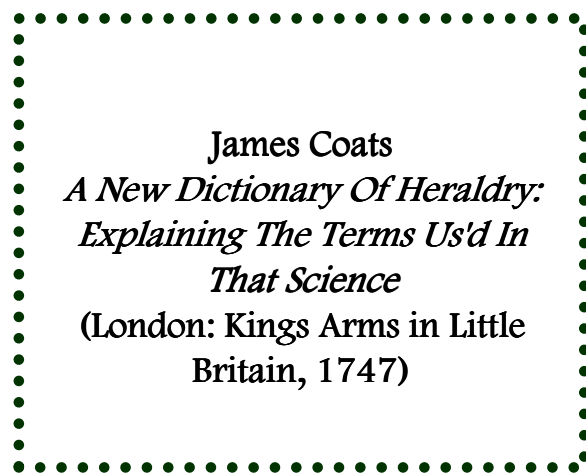 James Coats
A New Dictionary Of Heraldry:
Explaining The Terms Us'd In
That Science
(London: Kings Arms in Little
Britain, 1747)